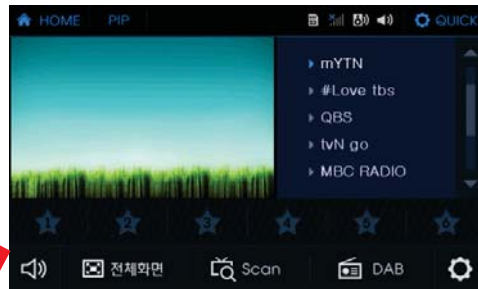 HOME PIP QUICK
mYTN
#Love tbs
QBS
tvN go
MBC RADIO
1 2 3 4 5 6
전체화면 Scan DAB